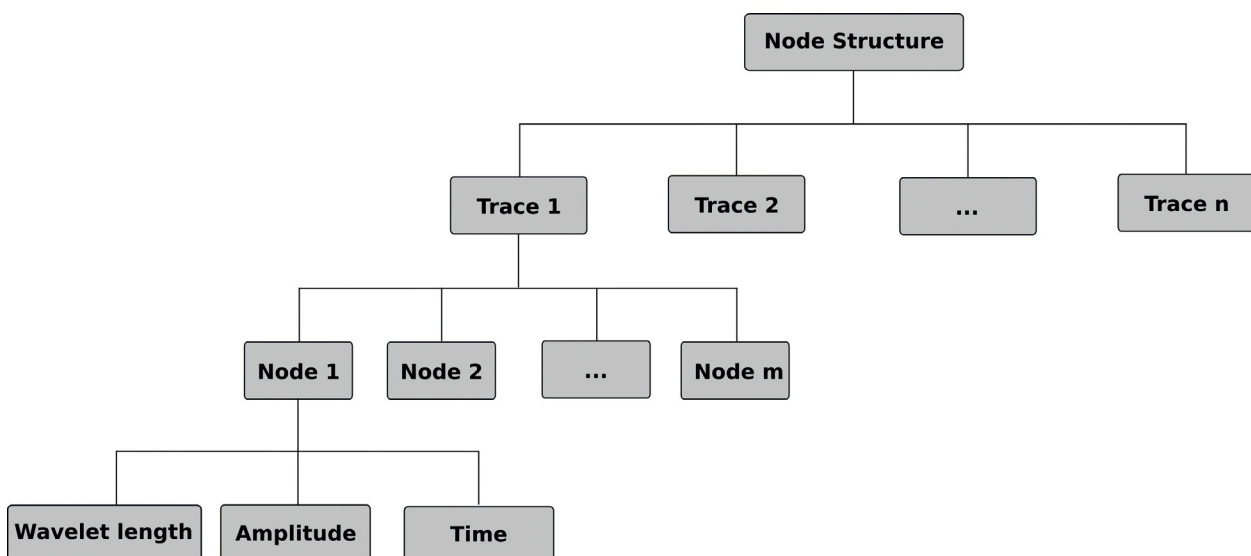 Node Structure
Trace 1
Trace 2
...
Trace n
Node 1
Node 2
...
Node m
Wavelet length
Amplitude
Time